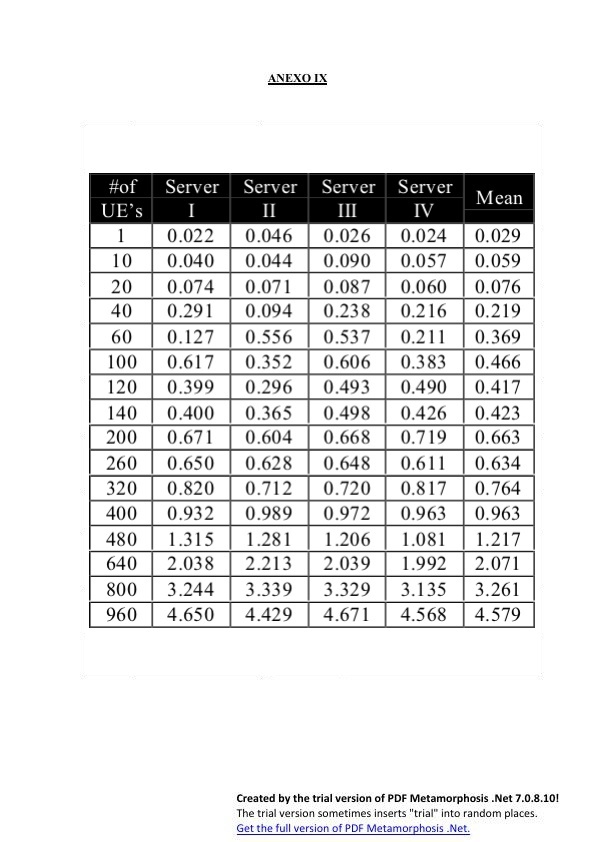 ANEXO IX
#of UE's Server I Server II Server III Server IV Mean
1 0.022 0.046 0.026 0.024 0.029
10 0.040 0.044 0.090 0.057 0.059
20 0.074 0.071 0.087 0.060 0.076
40 0.291 0.094 0.238 0.216 0.219
60 0.127 0.556 0.537 0.211 0.369
100 0.617 0.352 0.606 0.383 0.466
120 0.399 0.296 0.493 0.490 0.417
140 0.400 0.365 0.498 0.426 0.423
200 0.671 0.604 0.668 0.719 0.663
260 0.650 0.628 0.648 0.611 0.634
320 0.820 0.712 0.720 0.817 0.764
400 0.932 0.989 0.972 0.963 0.963
480 1.315 1.281 1.206 1.081 1.217
640 2.038 2.213 2.039 1.992 2.071
800 3.244 3.339 3.329 3.135 3.261
960 4.650 4.429 4.671 4.568 4.579
Created by the trial version of PDF Metamorphosis .Net 7.0.8.10!
The trial version sometimes inserts "trial" into random places.
Get the full version of PDF Metamorphosis .Net.